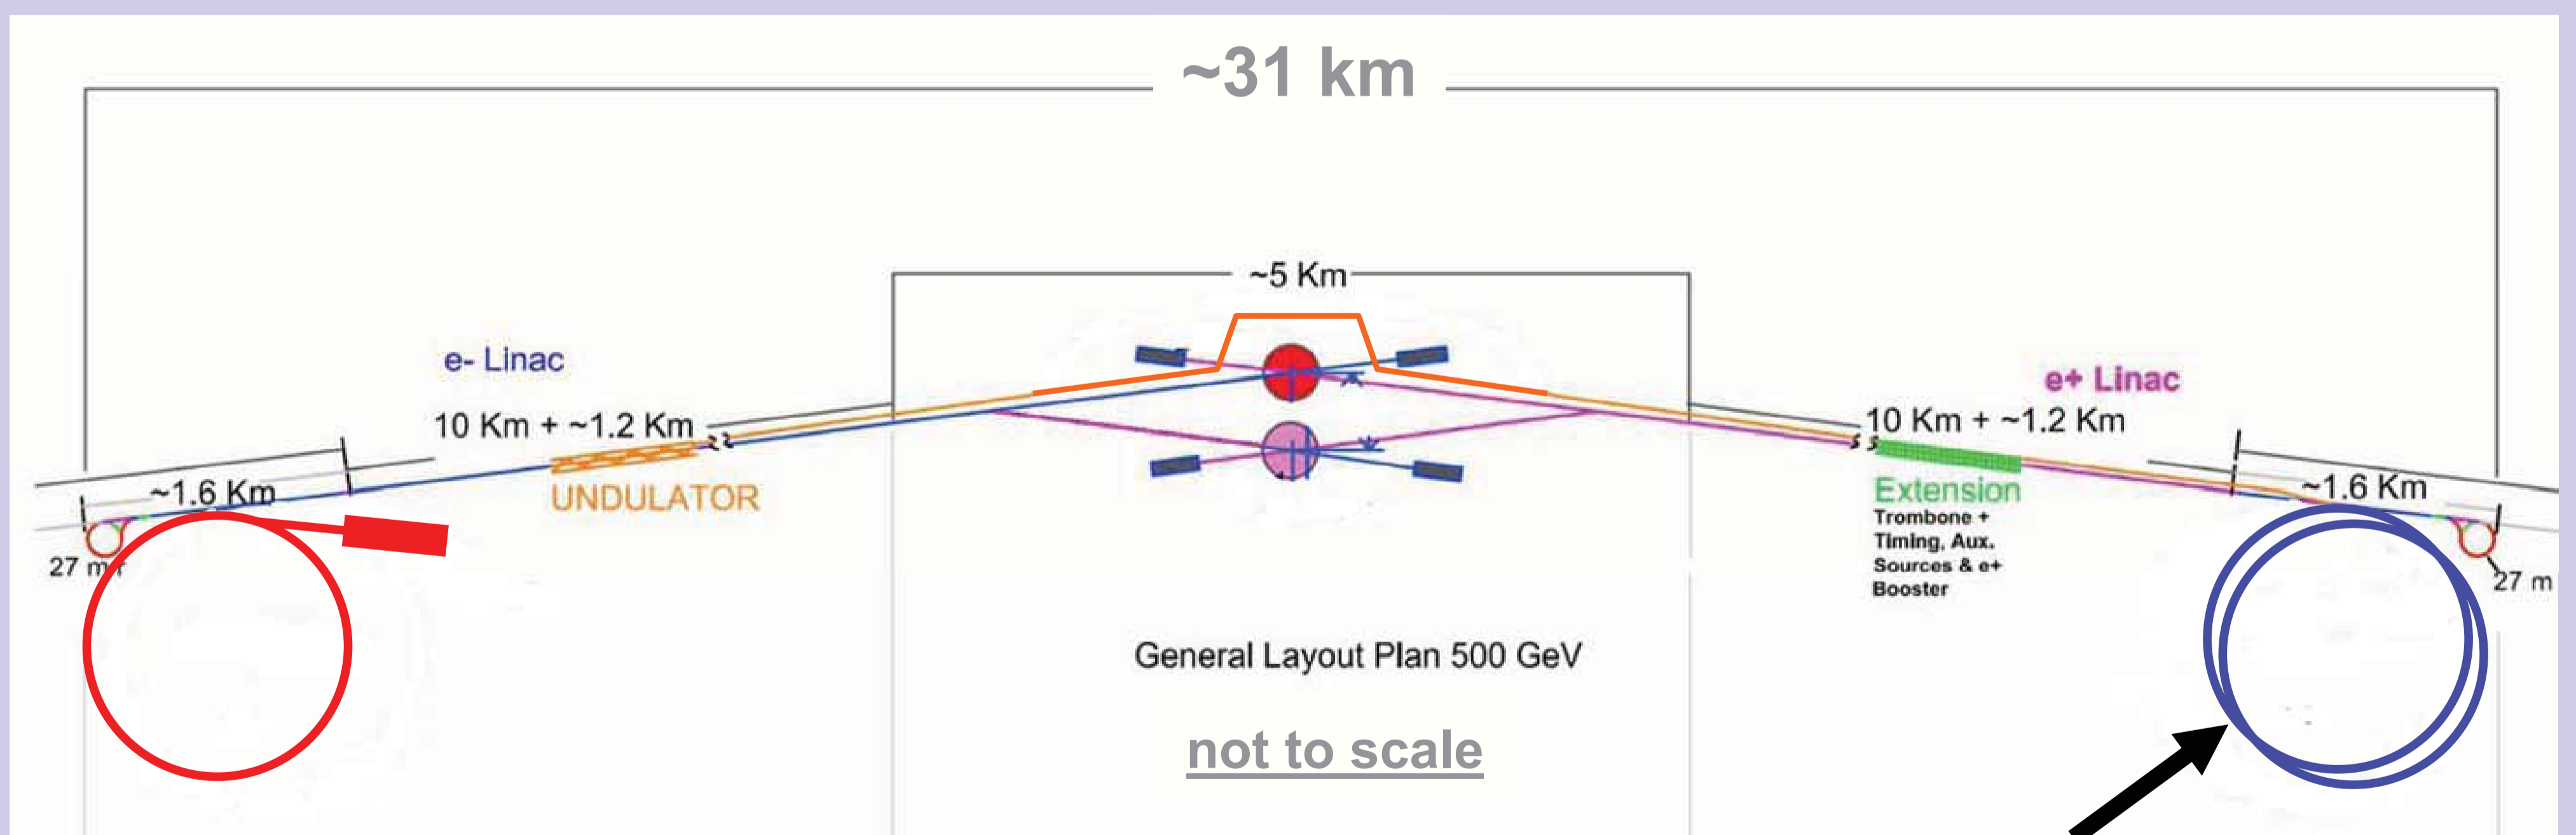 ~31 km
~5 Km
e- Linac
e+ Linac
10 Km + ~1.2 Km
10 Km + ~1.2 Km
~1.6 Km
UNDULATOR
Extension
Trombone +
Timing, Aux.
Sources & e+
Booster
~1.6 Km
27 m r
27 m
General Layout Plan 500 GeV
not to scale